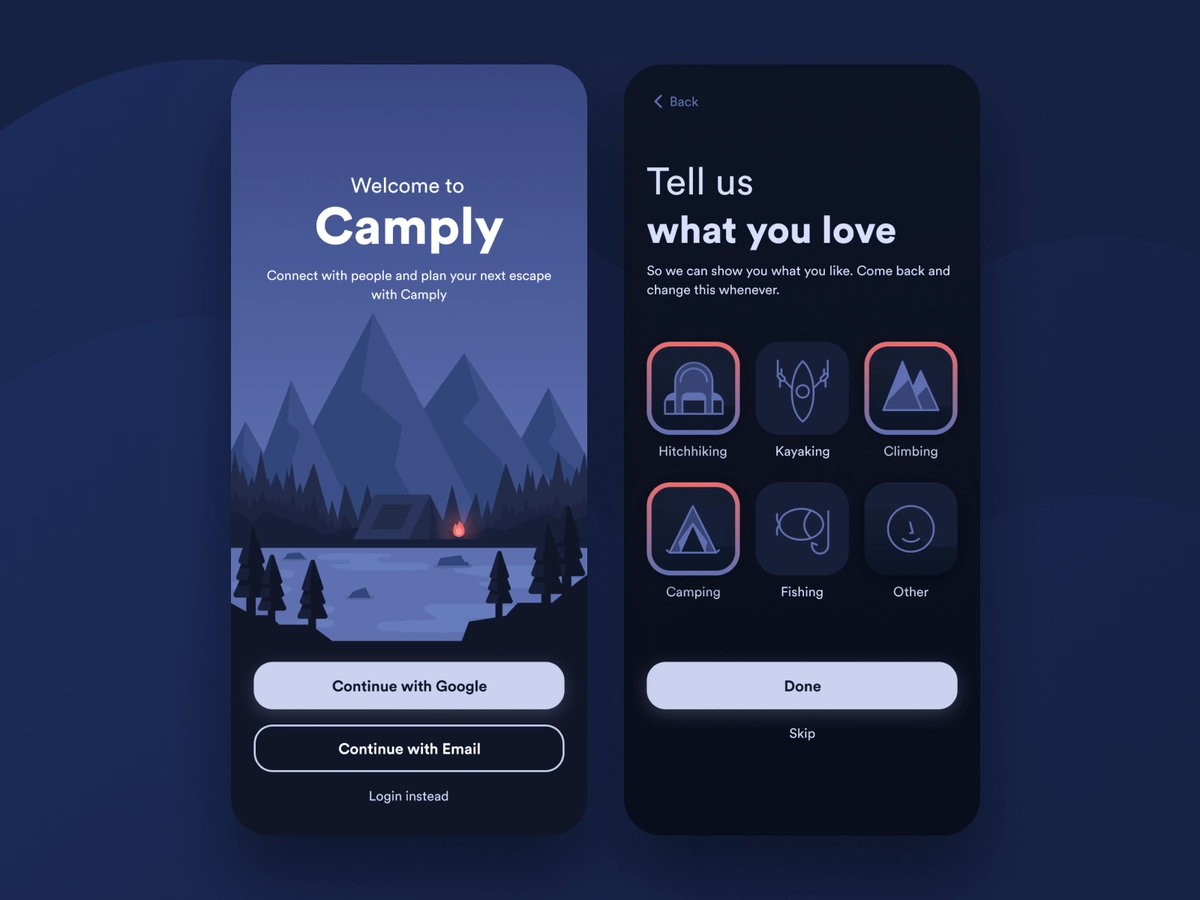 Welcome to
Camply
Connect with people and plan your next escape
with Camply
Continue with Google
Continue with Email
Login instead
Back
Tell us
what you love
So we can show you what you like. Come back and
change this whenever.
Hitchhiking
Kayaking
Climbing
Camping
Fishing
Other
Done
Skip